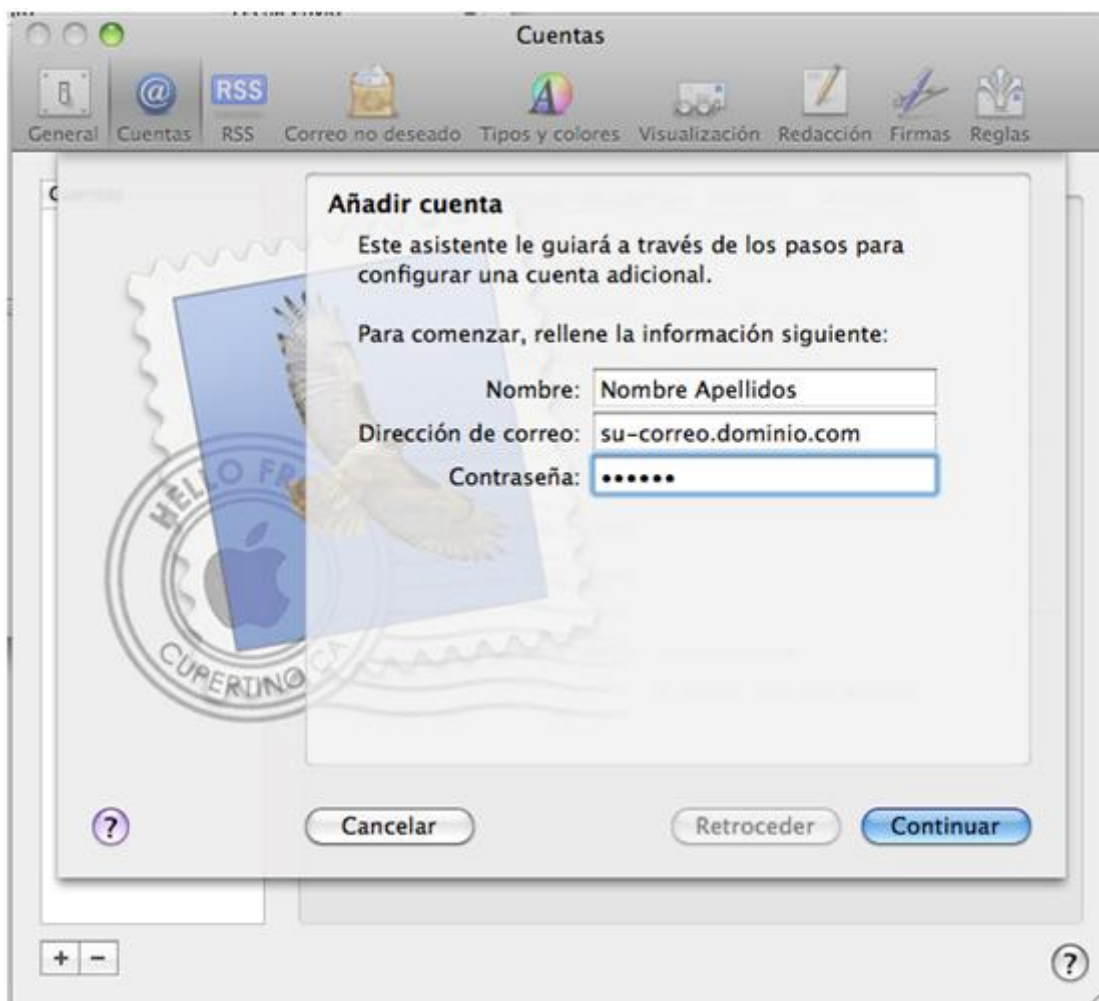 Cuentas
RSS
General Cuentas RSS Correo no deseado Tipos y colores Visualización Redacción Firmas Reglas
Añadir cuenta
Este asistente le guiará a través de los pasos para
configurar una cuenta adicional.
Para comenzar, rellene la información siguiente:
Nombre: Nombre Apellidos
Dirección de correo: su-correo.dominio.com
Contraseña: ••••••
HELLO FR
CUPERTINO CA
? Cancelar Retroceder Continuar
+ - ?